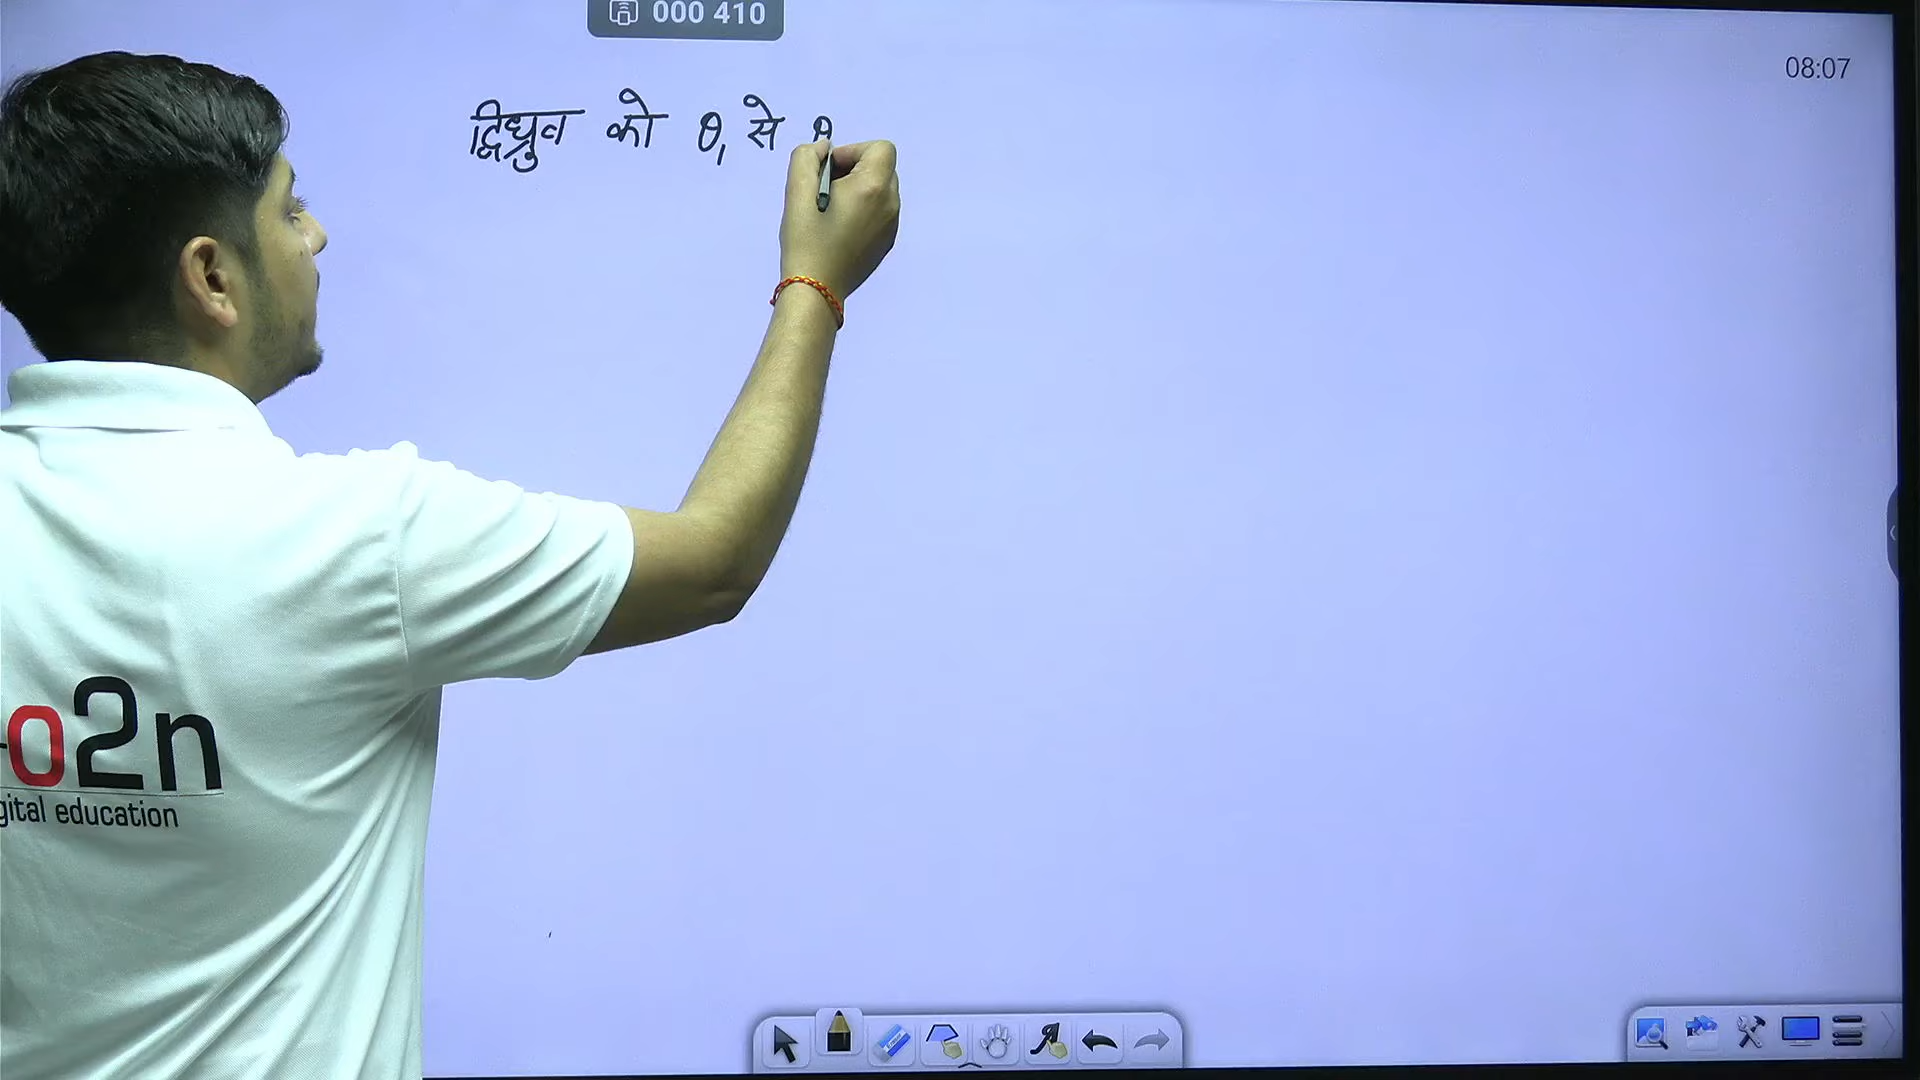 000 410
08:07
द्विध्रुव को θ₁ से θ
o2n
gital education